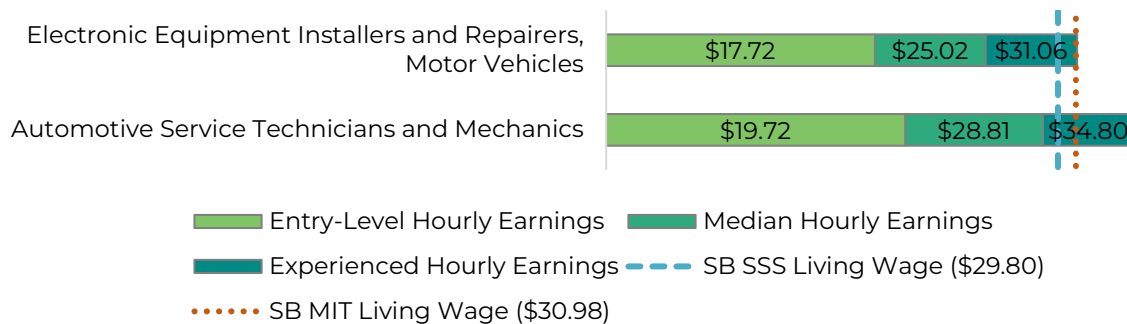 Electronic Equipment Installers and Repairers,
Motor Vehicles
$17.72 $25.02 $31.06
Automotive Service Technicians and Mechanics
$19.72 $28.81 $34.80
Entry-Level Hourly Earnings Median Hourly Earnings
Experienced Hourly Earnings SB SSS Living Wage ($29.80)
SB MIT Living Wage ($30.98)